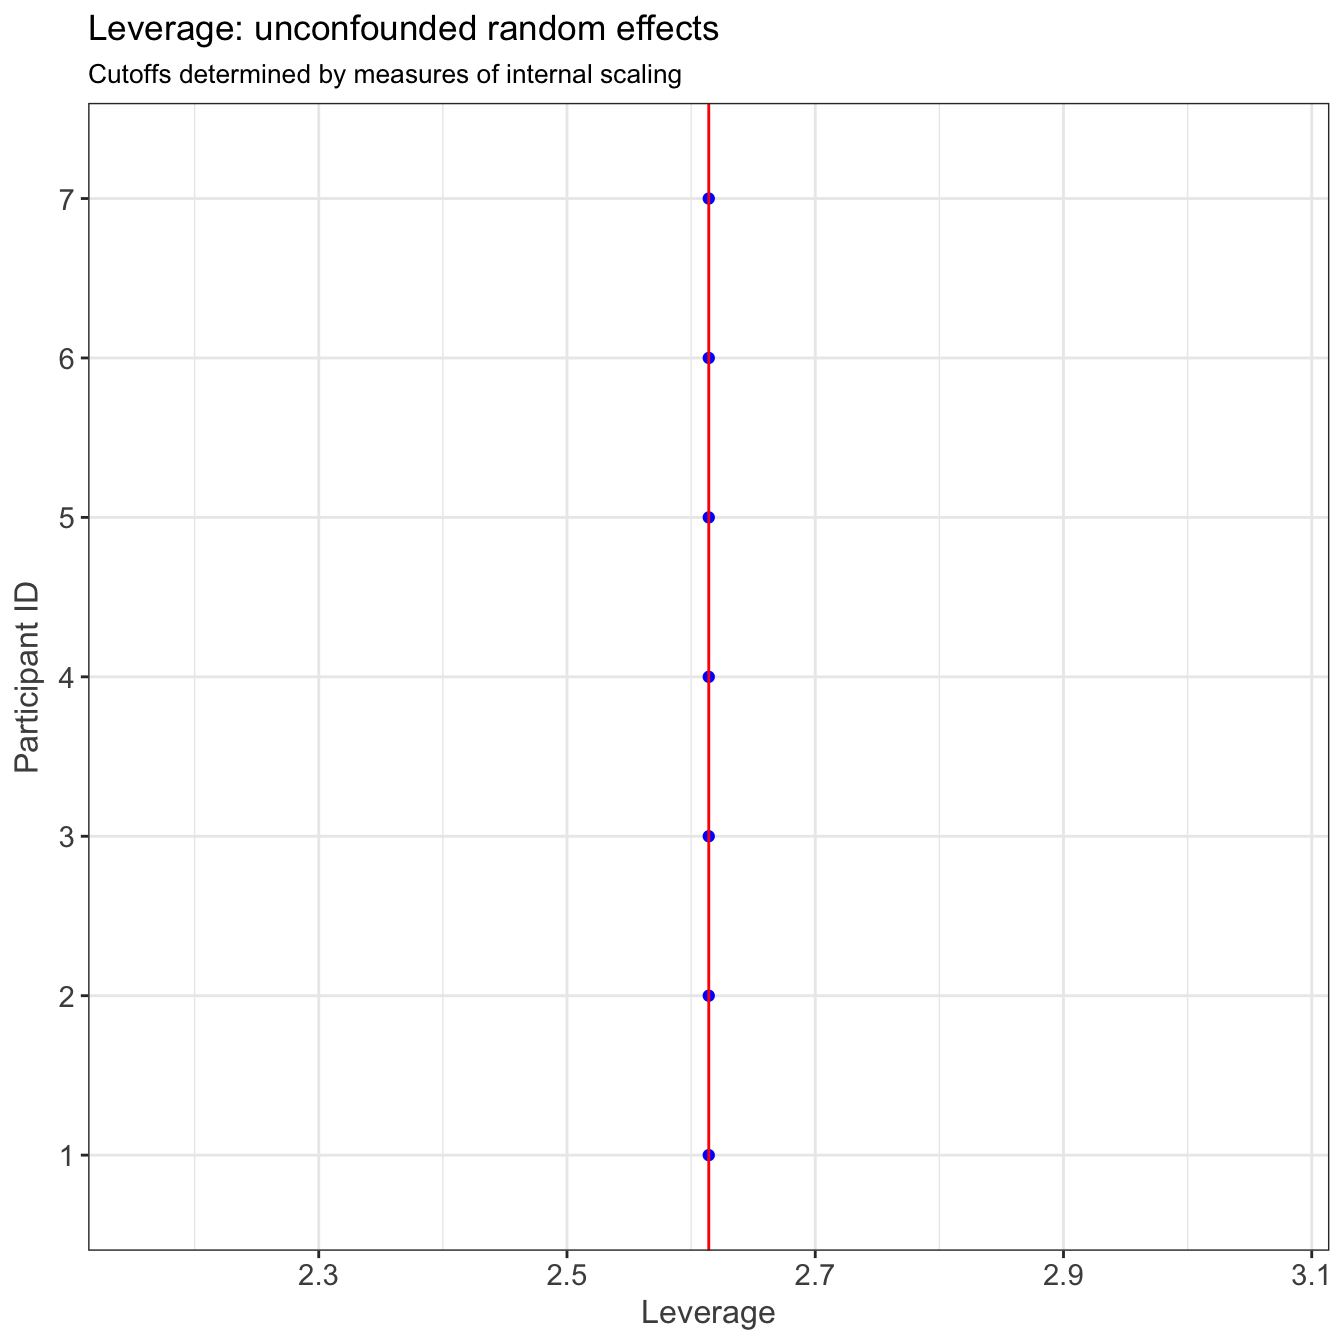 Leverage: unconfounded random effects
Cutoffs determined by measures of internal scaling
7
6
5
4
3
2
1
Participant ID
2.3 2.5 2.7 2.9 3.1
Leverage